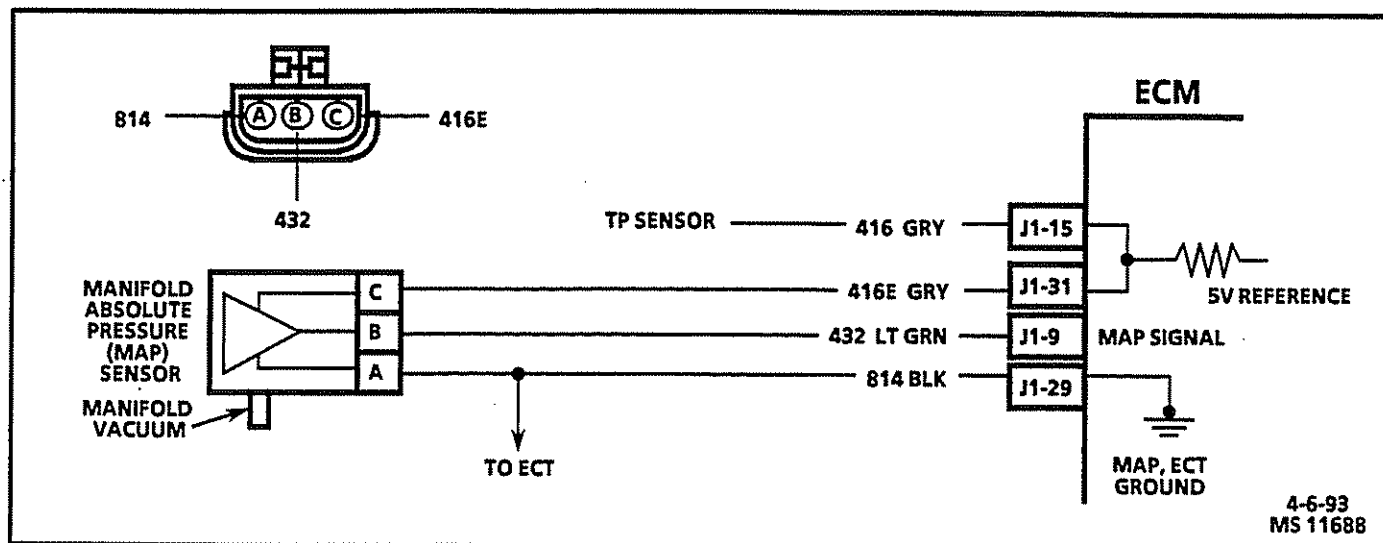 814
A B C
416E
432
ECM
TP SENSOR
416 GRY
J1-15
416E GRY
J1-31
5V REFERENCE
432 LT GRN
J1-9
MAP SIGNAL
814 BLK
J1-29
MAP, ECT
GROUND
MANIFOLD
ABSOLUTE
PRESSURE
(MAP)
SENSOR
C
B
A
MANIFOLD
VACUUM
TO ECT
4-6-93
MS 11688